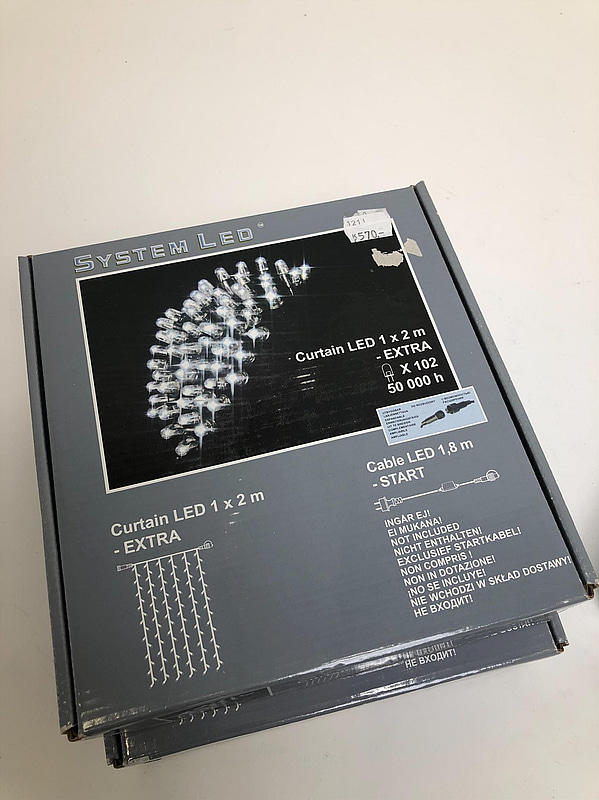 SYSTEM LED
1211
K570,-
Curtain LED 1 x 2 m
- EXTRA
X 102
50 000 h
Cable LED 1,8 m
- START
Curtain LED 1 x 2 m
- EXTRA
INGÅR EJ!
EI MUKANA!
NOT INCLUDED
NICHT ENTHALTEN!
EXCLUSIEF STARTKABEL!
NON COMPRIS !
NON IN DOTAZIONE!
¡NO SE INCLUYE!
NIE WCHODZI W SKŁAD DOSTAWY!
НЕ ВХОДИТ!
НЕ ВХОДИТ!